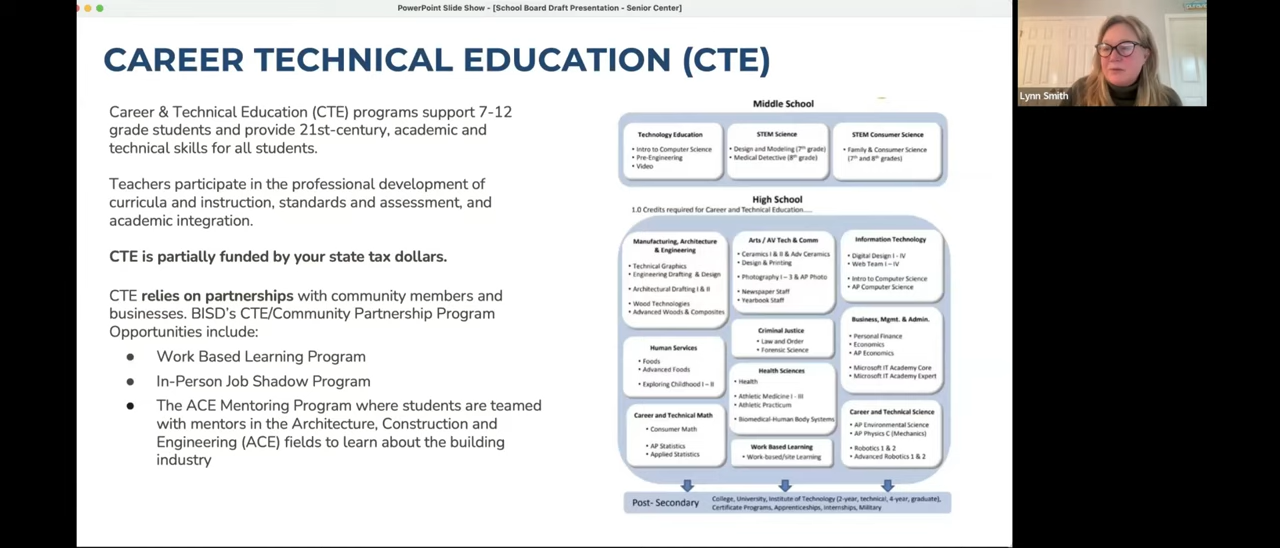 PowerPoint Slide Show - [School Board Draft Presentation - Senior Center]
CAREER TECHNICAL EDUCATION (CTE)
Career & Technical Education (CTE) programs support 7-12
grade students and provide 21st-century, academic and
technical skills for all students.
Teachers participate in the professional development of
curricula and instruction, standards and assessment, and
academic integration.
CTE is partially funded by your state tax dollars.
CTE relies on partnerships with community members and
businesses. BISD's CTE/Community Partnership Program
Opportunities include:
● Work Based Learning Program
● In-Person Job Shadow Program
● The ACE Mentoring Program where students are teamed
with mentors in the Architecture, Construction and
Engineering (ACE) fields to learn about the building
industry
Middle School
Technology Education
• Intro to Computer Science
• Pre-Engineering
• Video
STEM Science
• Design and Modeling (7th grade)
• Medical Detective (8th grade)
STEM Consumer Science
• Family & Consumer Science
(7th and 8th grades)
High School
1.0 Credits required for Career and Technical Education....
Manufacturing, Architecture
& Engineering
• Technical Graphics
• Engineering Drafting & Design
• Architectural Drafting I & II
• Wood Technologies
• Advanced Woods & Composites
Human Services
• Foods
• Advanced Foods
• Exploring Childhood I – II
Career and Technical Math
• Consumer Math
• AP Statistics
• Applied Statistics
Arts / AV Tech & Comm
• Ceramics I & II & Adv Ceramics
• Design & Printing
• Photography I – 3 & AP Photo
• Newspaper Staff
• Yearbook Staff
Criminal Justice
• Law and Order
• Forensic Science
Health Sciences
• Health
• Athletic Medicine I - III
• Athletic Practicum
• Biomedical-Human Body Systems
Work Based Learning
• Work-based/site Learning
Information Technology
• Digital Design I - IV
• Web Team I – IV
• Intro to Computer Science
• AP Computer Science
Business, Mgmt. & Admin.
• Personal Finance
• Economics
• AP Economics
• Microsoft IT Academy Core
• Microsoft IT Academy Expert
Career and Technical Science
• AP Environmental Science
• AP Physics C (Mechanics)
• Robotics 1 & 2
• Advanced Robotics 1 & 2
Post- Secondary
College, University, Institute of Technology (2-year, technical, 4-year, graduate),
Certificate Programs, Apprenticeships, Internships, Military
Lynn Smith